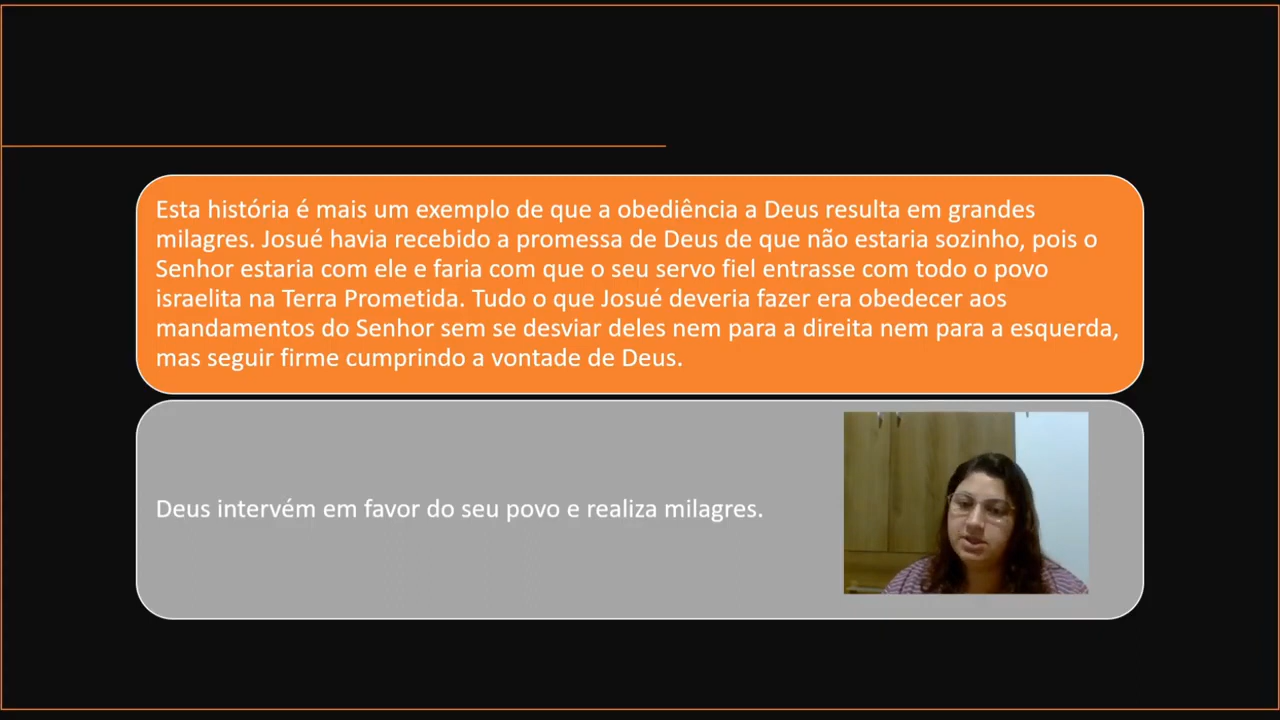 Esta história é mais um exemplo de que a obediência a Deus resulta em grandes
milagres. Josué havia recebido a promessa de Deus de que não estaria sozinho, pois o
Senhor estaria com ele e faria com que o seu servo fiel entrasse com todo o povo
israelita na Terra Prometida. Tudo o que Josué deveria fazer era obedecer aos
mandamentos do Senhor sem se desviar deles nem para a direita nem para a esquerda,
mas seguir firme cumprindo a vontade de Deus.
Deus intervém em favor do seu povo e realiza milagres.